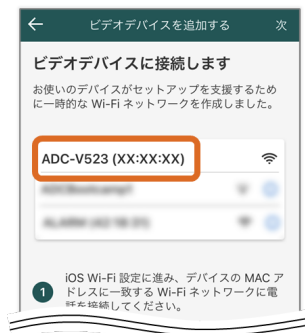 ビデオデバイスを追加する 次
ビデオデバイスに接続します
お使いのデバイスがセットアップを支援するため
に一時的な Wi-Fi ネットワークを作成しました。
ADC-V523 (XX:XX:XX)
1 iOS Wi-Fi 設定に進み、デバイスの MAC ア
ドレスに一致する Wi-Fi ネットワークに電
話を接続してください。